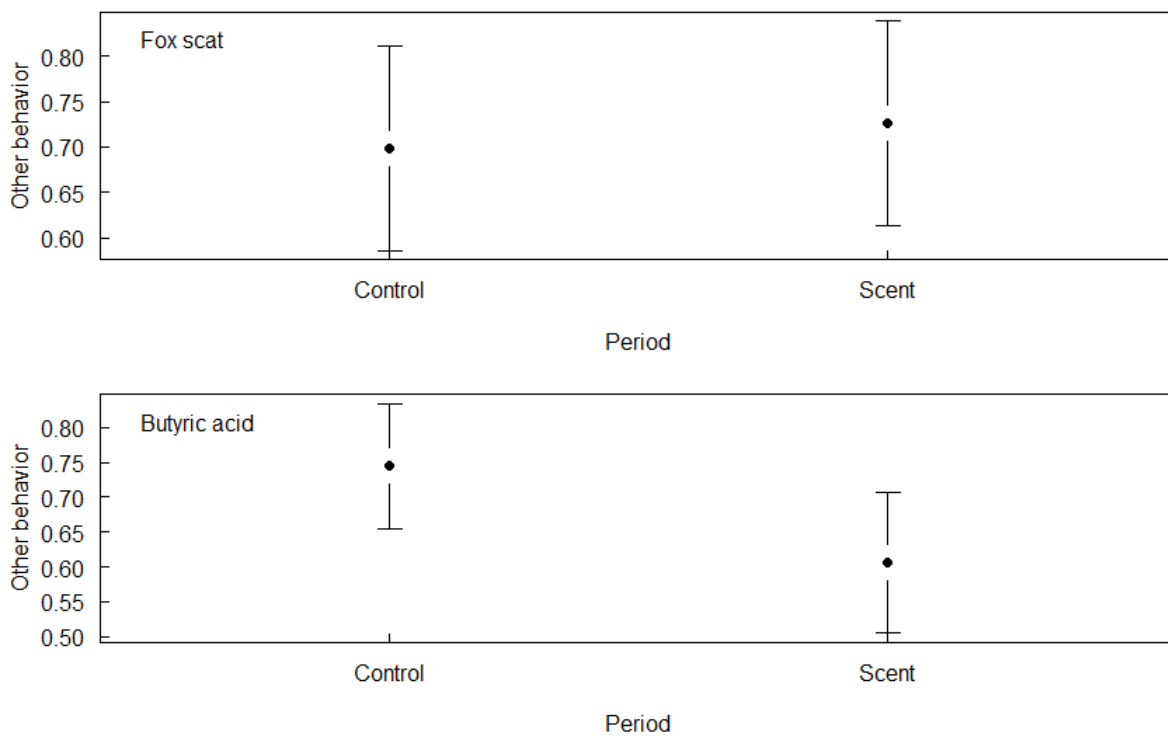 Fox scat
Other behavior
0.80
0.75
0.70
0.65
0.60
Control Scent
Period
Butyric acid
Other behavior
0.80
0.75
0.70
0.65
0.60
0.55
0.50
Control Scent
Period